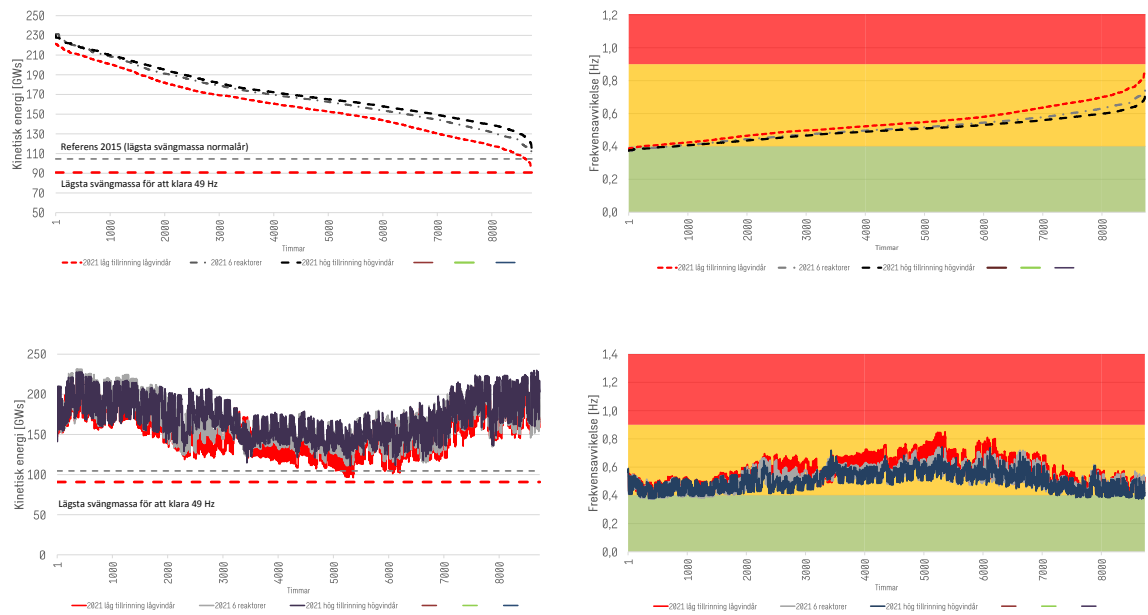 Kinetisk energi [GWs]
250
230
210
190
170
150
130
110
90
70
50
Referens 2015 (lägsta svängmassa normalår)
Lägsta svängmassa för att klara 49 Hz
1
1000
2000
3000
4000
5000
6000
7000
8000
Timmar
2021 låg tillrinning lågvindår
2021 6 reaktorer
2021 hög tillrinning högvindår
Frekvensavvikelse [Hz]
1,2
1,0
0,8
0,6
0,4
0,2
0,0
1
1000
2000
3000
4000
5000
6000
7000
8000
Timmar
2021 låg tillrinning lågvindår
2021 6 reaktorer
2021 hög tillrinning högvindår
Kinetisk energi [GWs]
250
200
150
100
50
0
Lägsta svängmassa för att klara 49 Hz
1
1000
2000
3000
4000
5000
6000
7000
8000
Timmar
2021 låg tillrinning lågvindår
2021 6 reaktorer
2021 hög tillrinning högvindår
Frekvensavvikelse [Hz]
1,4
1,2
1,0
0,8
0,6
0,4
0,2
0,0
1
1000
2000
3000
4000
5000
6000
7000
8000
Timmar
2021 låg tillrinning lågvindår
2021 6 reaktorer
2021 hög tillrinning högvindår